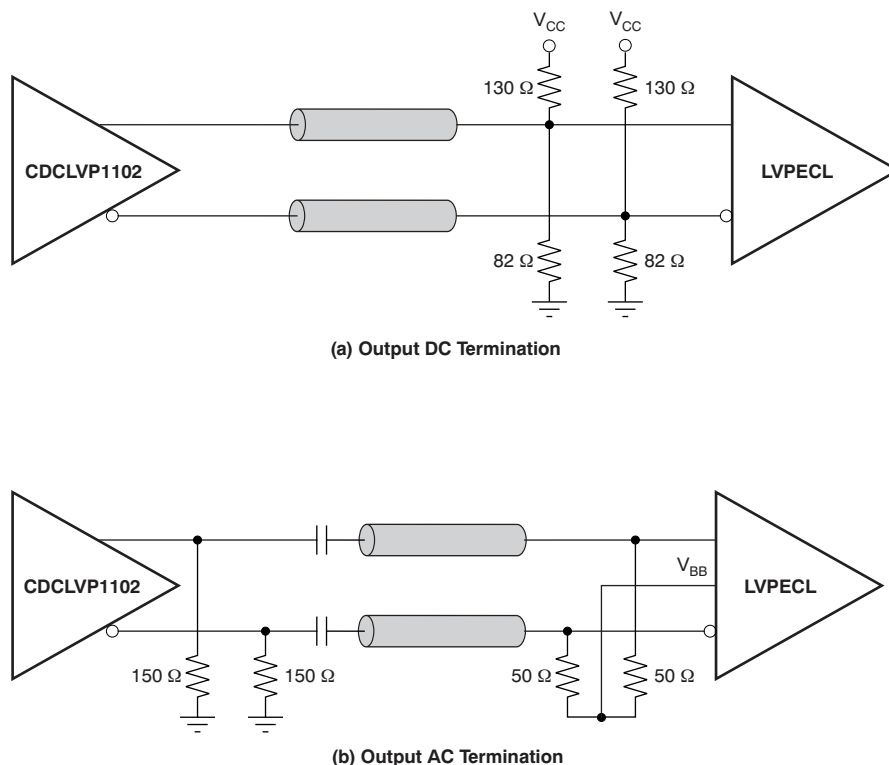 V_CC V_CC
130 Ω 130 Ω
CDCLVP1102 LVPECL
82 Ω 82 Ω
(a) Output DC Termination
V_BB
CDCLVP1102 LVPECL
150 Ω 150 Ω 50 Ω 50 Ω
(b) Output AC Termination